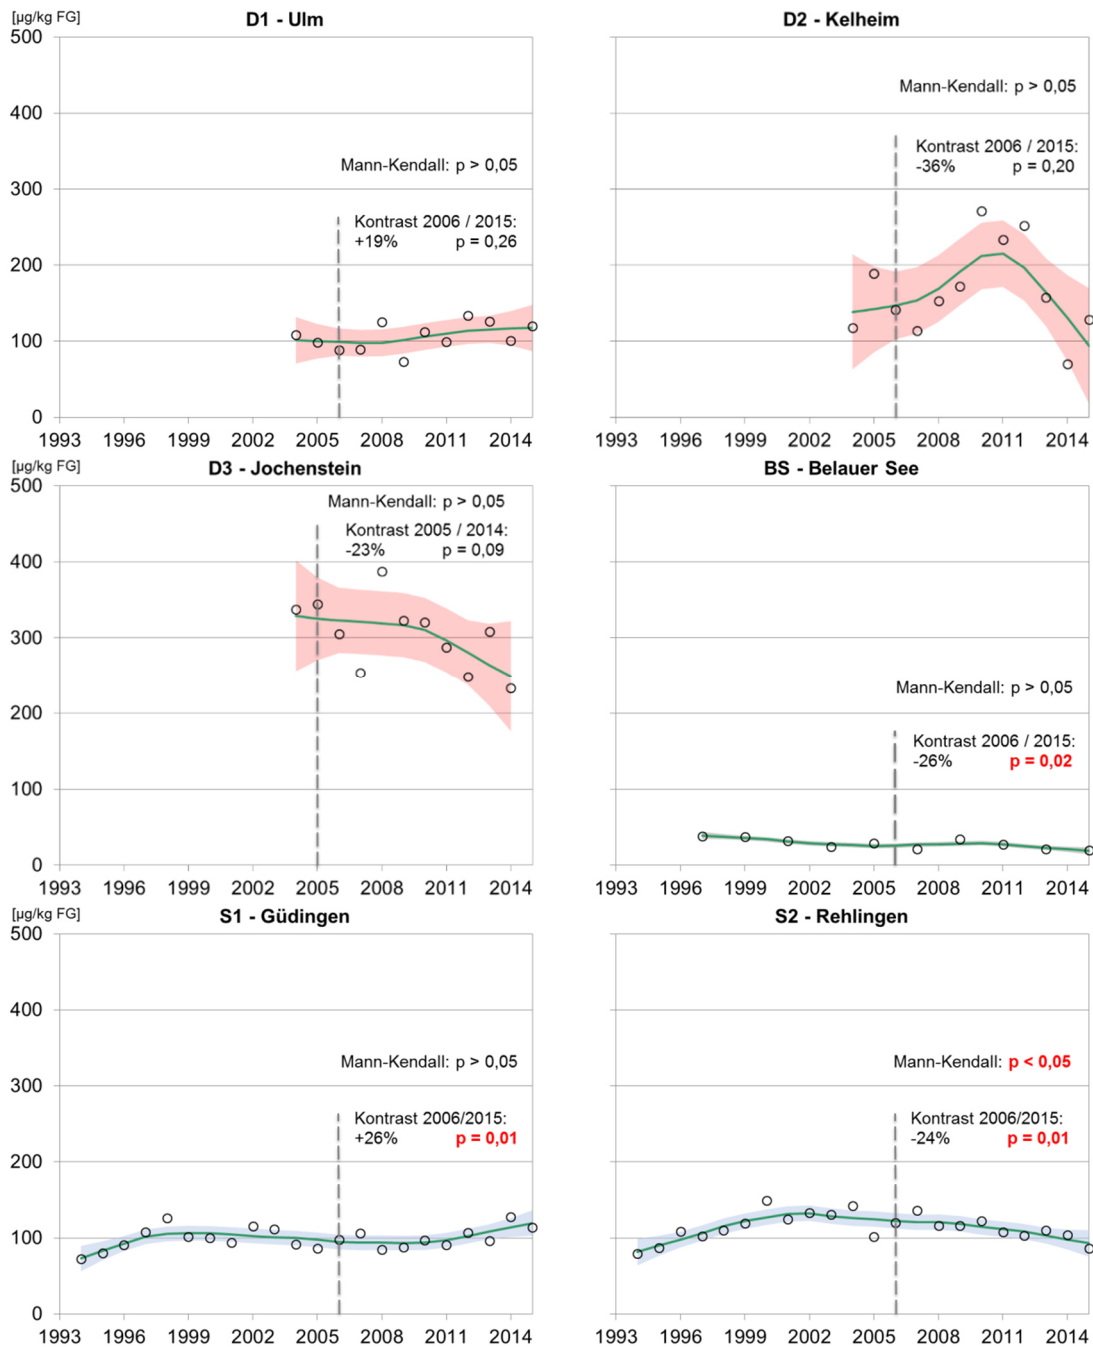 [µg/kg FG]
D1 - Ulm
500
400
300
200
100
0
Mann-Kendall: p > 0,05
Kontrast 2006 / 2015:
+19% p = 0,26
1993 1996 1999 2002 2005 2008 2011 2014
D2 - Kelheim
Mann-Kendall: p > 0,05
Kontrast 2006 / 2015:
-36% p = 0,20
1993 1996 1999 2002 2005 2008 2011 2014
[µg/kg FG]
D3 - Jochenstein
500
400
300
200
100
0
Mann-Kendall: p > 0,05
Kontrast 2005 / 2014:
-23% p = 0,09
1993 1996 1999 2002 2005 2008 2011 2014
BS - Belauer See
Mann-Kendall: p > 0,05
Kontrast 2006 / 2015:
-26% p = 0,02
1993 1996 1999 2002 2005 2008 2011 2014
[µg/kg FG]
S1 - Güdingen
500
400
300
200
100
0
Mann-Kendall: p > 0,05
Kontrast 2006/2015:
+26% p = 0,01
1993 1996 1999 2002 2005 2008 2011 2014
S2 - Rehlingen
Mann-Kendall: p < 0,05
Kontrast 2006/2015:
-24% p = 0,01
1993 1996 1999 2002 2005 2008 2011 2014